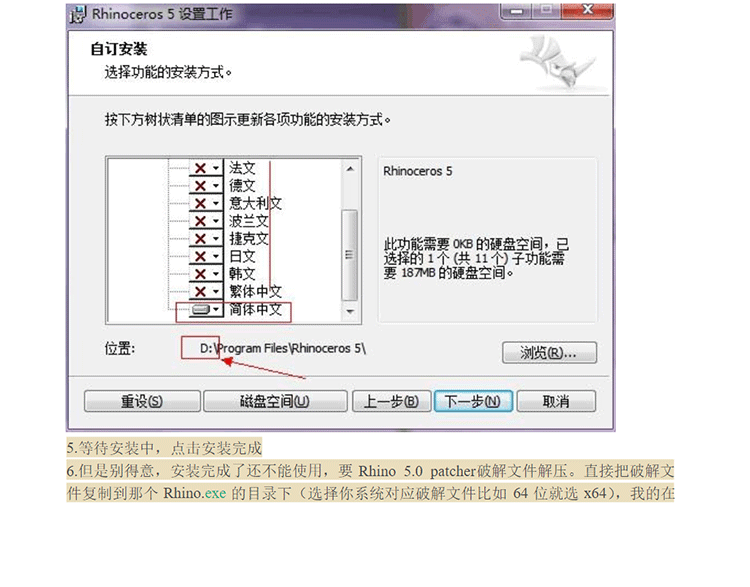 Rhinoceros 5 设置工作
自订安装
选择功能的安装方式。
按下方树状清单的图示更新各项功能的安装方式。
法文
德文
意大利文
波兰文
捷克文
日文
韩文
繁体中文
简体中文
Rhinoceros 5
此功能需要 0KB 的硬盘空间，已
选择的 1 个 (共 11 个) 子功能需
要 187MB 的硬盘空间。
位置: D:\Program Files\Rhinoceros 5\
浏览(R)...
重设(S) 磁盘空间(U) 上一步(B) 下一步(N) 取消
5.等待安装中，点击安装完成
6.但是别得意，安装完成了还不能使用，要 Rhino 5.0 patcher破解文件解压。直接把破解文
件复制到那个 Rhino.exe 的目录下（选择你系统对应破解文件比如 64 位就选 x64），我的在